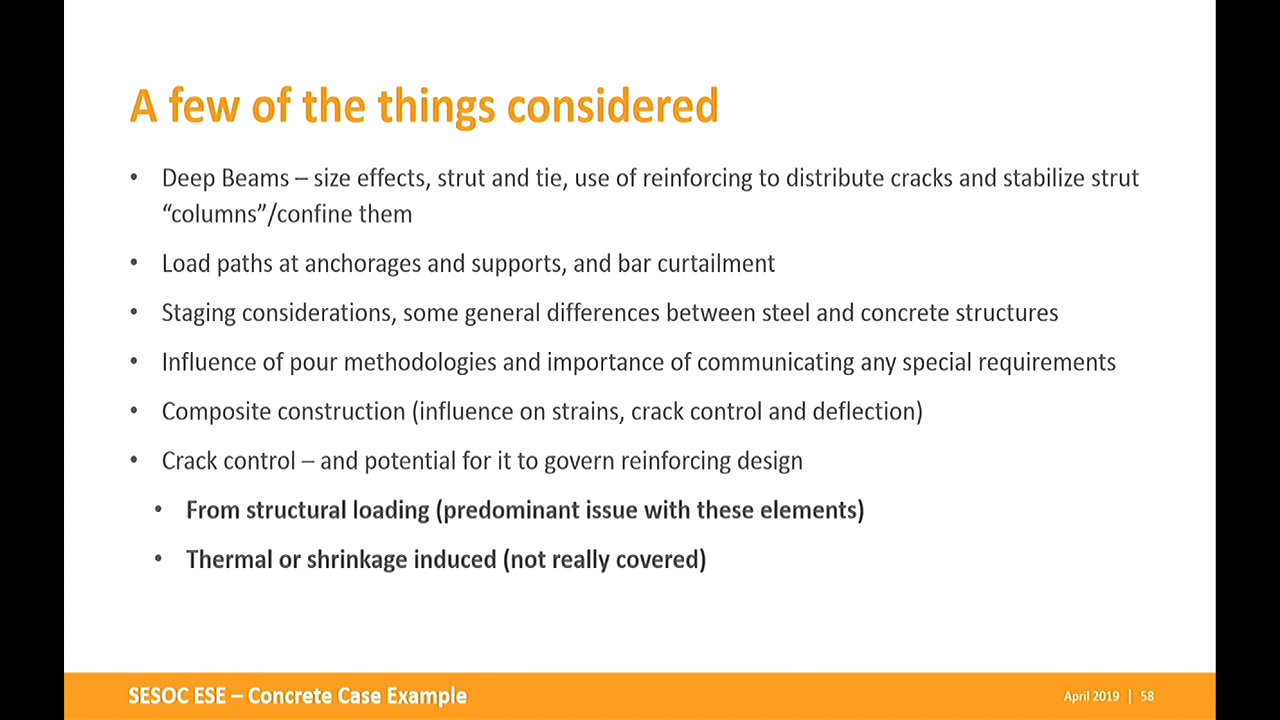 A few of the things considered
• Deep Beams – size effects, strut and tie, use of reinforcing to distribute cracks and stabilize strut
“columns”/confine them
• Load paths at anchorages and supports, and bar curtailment
• Staging considerations, some general differences between steel and concrete structures
• Influence of pour methodologies and importance of communicating any special requirements
• Composite construction (influence on strains, crack control and deflection)
• Crack control – and potential for it to govern reinforcing design
• From structural loading (predominant issue with these elements)
• Thermal or shrinkage induced (not really covered)
SESOC ESE – Concrete Case Example
April 2019 | 58